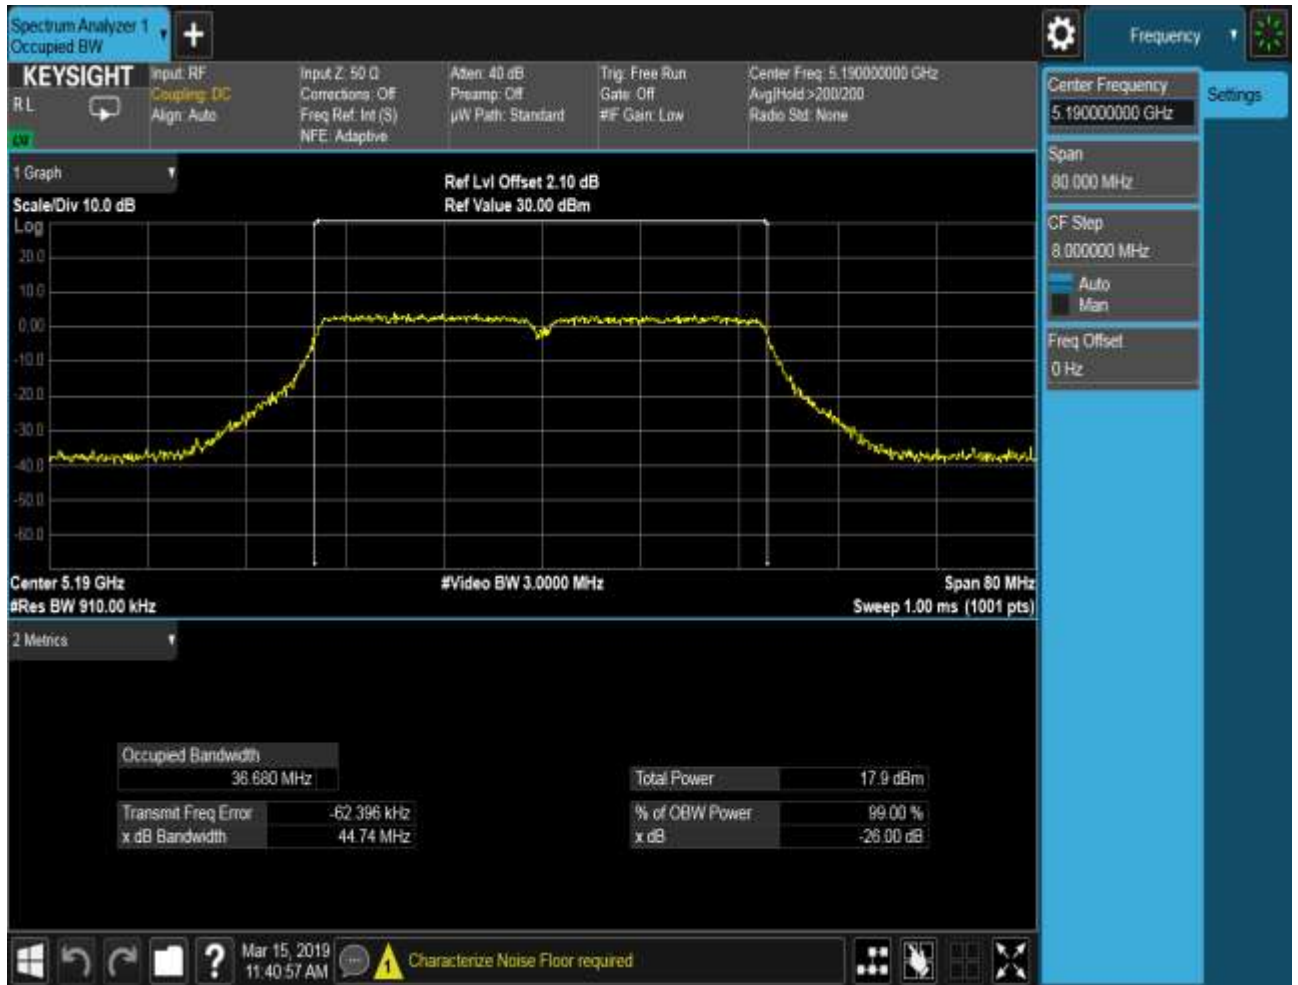 Spectrum Analyzer 1
Occupied BW
Frequency
KEYSIGHT
R L
Input: RF
Coupling: DC
Align: Auto
Input Z: 50 Ω
Corrections: Off
Freq Ref: Int (S)
NFE: Adaptive
Atten: 40 dB
Preamp: Off
µW Path: Standard
Trig: Free Run
Gate: Off
#IF Gain: Low
Center Freq: 5.190000000 GHz
Avg|Hold:>200/200
Radio Std: None
Center Frequency
5.190000000 GHz
Settings
Span
80.000 MHz
CF Step
8.000000 MHz
Auto
Man
Freq Offset
0 Hz
1 Graph
Ref Lvl Offset 2.10 dB
Scale/Div 10.0 dB
Ref Value 30.00 dBm
Log
20.0
10.0
0.00
-10.0
-20.0
-30.0
-40.0
-50.0
-60.0
Center 5.19 GHz
#Video BW 3.0000 MHz
Span 80 MHz
#Res BW 910.00 kHz
Sweep 1.00 ms (1001 pts)
2 Metrics
Occupied Bandwidth
36.680 MHz
Total Power 17.9 dBm
Transmit Freq Error -62.396 kHz
% of OBW Power 99.00 %
x dB Bandwidth 44.74 MHz
x dB -26.00 dB
?
Mar 15, 2019
11:40:57 AM
1
Characterize Noise Floor required